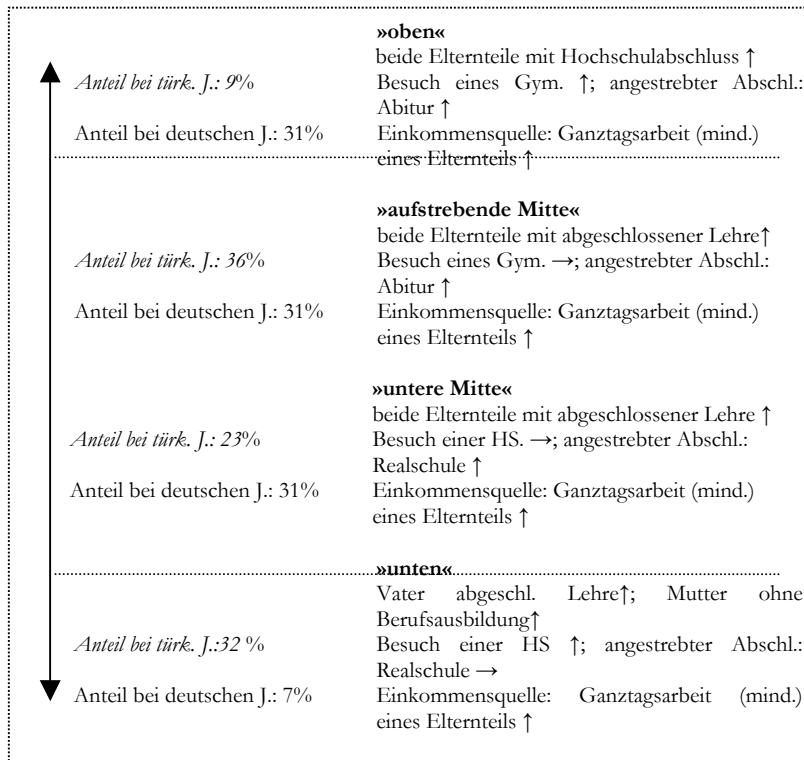 »oben«
beide Elternteile mit Hochschulabschluss ↑
Anteil bei türk. J.: 9% Besuch eines Gym. ↑; angestrebter Abschl.:
Abitur ↑
Anteil bei deutschen J.: 31% Einkommensquelle: Ganztagsarbeit (mind.)
eines Elternteils ↑
»aufstrebende Mitte«
beide Elternteile mit abgeschlossener Lehre↑
Anteil bei türk. J.: 36% Besuch eines Gym. →; angestrebter Abschl.:
Abitur ↑
Anteil bei deutschen J.: 31% Einkommensquelle: Ganztagsarbeit (mind.)
eines Elternteils ↑
»untere Mitte«
beide Elternteile mit abgeschlossener Lehre ↑
Anteil bei türk. J.: 23% Besuch einer HS. →; angestrebter Abschl.:
Realschule ↑
Anteil bei deutschen J.: 31% Einkommensquelle: Ganztagsarbeit (mind.)
eines Elternteils ↑
»unten«
Vater abgeschl. Lehre↑; Mutter ohne
Berufsausbildung↑
Anteil bei türk. J.:32 % Besuch einer HS ↑; angestrebter Abschl.:
Realschule →
Anteil bei deutschen J.: 7% Einkommensquelle: Ganztagsarbeit (mind.)
eines Elternteils ↑